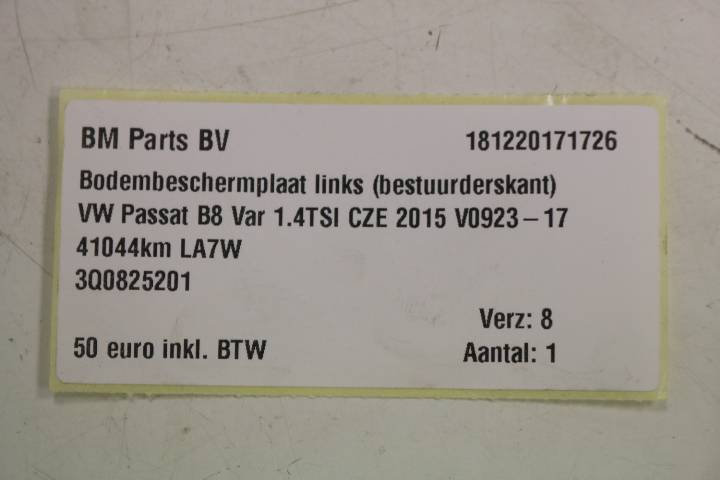 BM Parts BV 181220171726
Bodembeschermplaat links (bestuurderskant)
VW Passat B8 Var 1.4TSI CZE 2015 V0923-17
41044km LA7W
3Q0825201
Verz: 8
50 euro inkl. BTW Aantal: 1